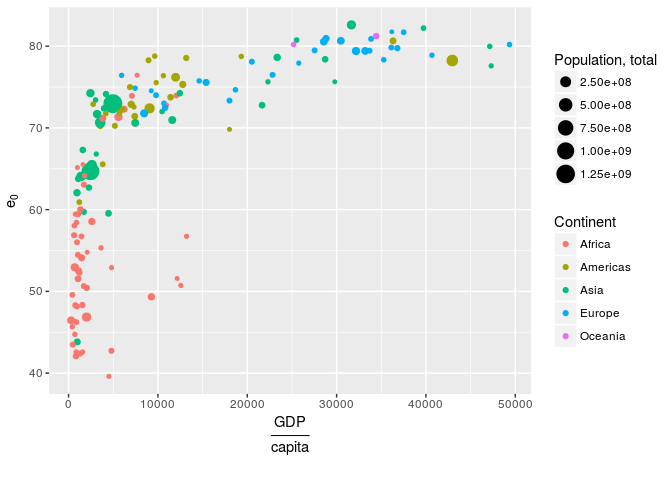 80
70
60
50
40
e0
0
10000
20000
30000
40000
50000
GDP
capita
Population, total
2.50e+08
5.00e+08
7.50e+08
1.00e+09
1.25e+09
Continent
Africa
Americas
Asia
Europe
Oceania